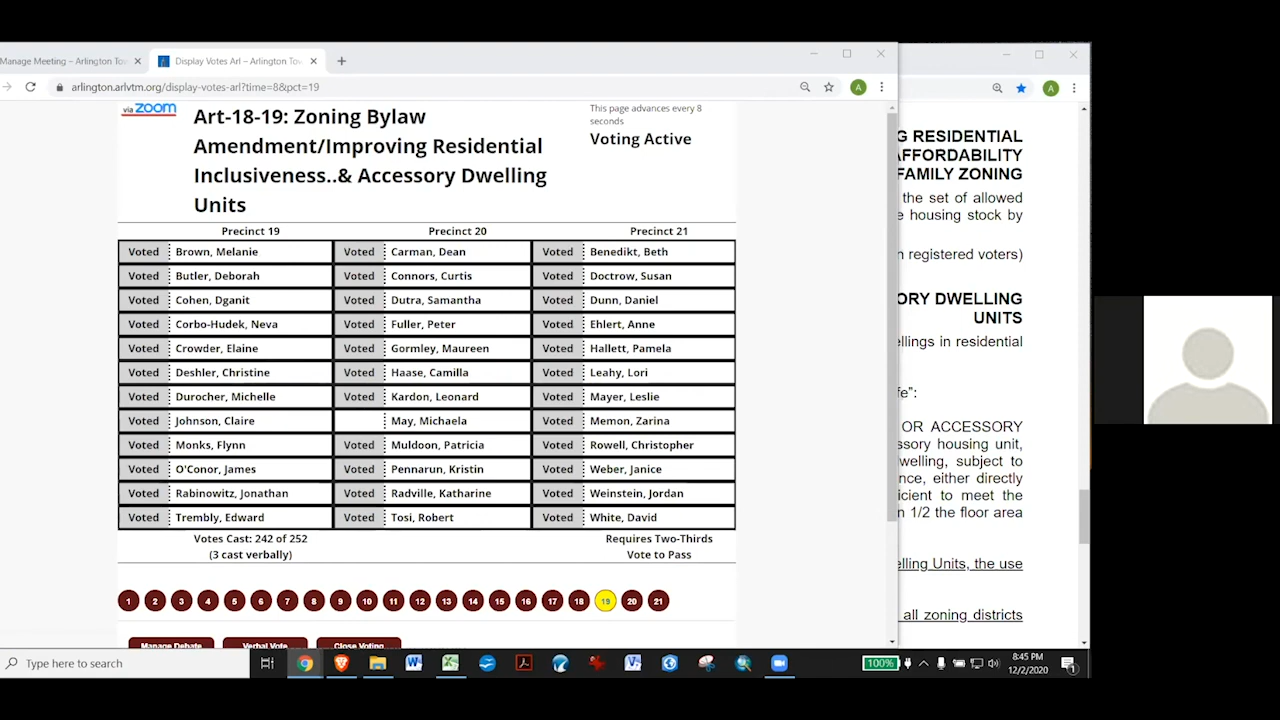 Manage Meeting – Arlington Tov
Display Votes Arl – Arlington Tov
arlington.arlvtm.org/display-votes-arl?time=8&pct=19
A
A
via zoom
Art-18-19: Zoning Bylaw
Amendment/Improving Residential
Inclusiveness..& Accessory Dwelling
Units
This page advances every 8
seconds
Voting Active
Precinct 19 Precinct 20 Precinct 21
Voted Brown, Melanie Voted Carman, Dean Voted Benedikt, Beth
Voted Butler, Deborah Voted Connors, Curtis Voted Doctrow, Susan
Voted Cohen, Dganit Voted Dutra, Samantha Voted Dunn, Daniel
Voted Corbo-Hudek, Neva Voted Fuller, Peter Voted Ehlert, Anne
Voted Crowder, Elaine Voted Gormley, Maureen Voted Hallett, Pamela
Voted Deshler, Christine Voted Haase, Camilla Voted Leahy, Lori
Voted Durocher, Michelle Voted Kardon, Leonard Voted Mayer, Leslie
Voted Johnson, Claire May, Michaela Voted Memon, Zarina
Voted Monks, Flynn Voted Muldoon, Patricia Voted Rowell, Christopher
Voted O'Conor, James Voted Pennarun, Kristin Voted Weber, Janice
Voted Rabinowitz, Jonathan Voted Radville, Katharine Voted Weinstein, Jordan
Voted Trembly, Edward Voted Tosi, Robert Voted White, David
Votes Cast: 242 of 252
(3 cast verbally)
Requires Two-Thirds
Vote to Pass
1 2 3 4 5 6 7 8 9 10 11 12 13 14 15 16 17 18 19 20 21
Manage Debate Verbal Vote Close Voting
G RESIDENTIAL
AFFORDABILITY
FAMILY ZONING
the set of allowed
e housing stock by
n registered voters)
ORY DWELLING
UNITS
ellings in residential
fe":
OR ACCESSORY
ssory housing unit,
welling, subject to
nce, either directly
icient to meet the
n 1/2 the floor area
elling Units, the use
all zoning districts
Type here to search
100%
8:45 PM
12/2/2020
1